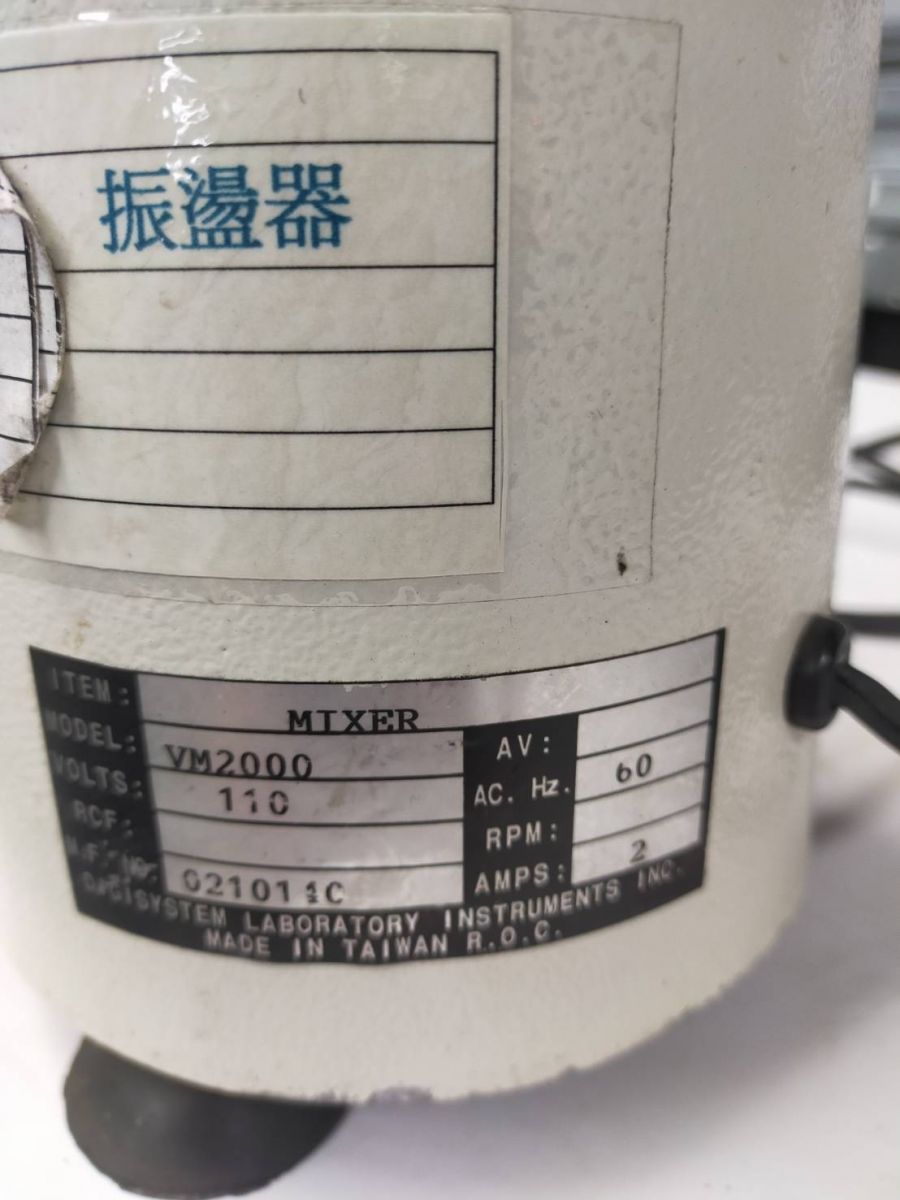 振盪器
ITEM: MIXER
MODEL: VM2000 AV:
VOLTS: 110 AC. Hz. 60
RCF: RPM:
AMPS: 2
SYSTEM LABORATORY INSTRUMENTS INC.
MADE IN TAIWAN R.O.C.